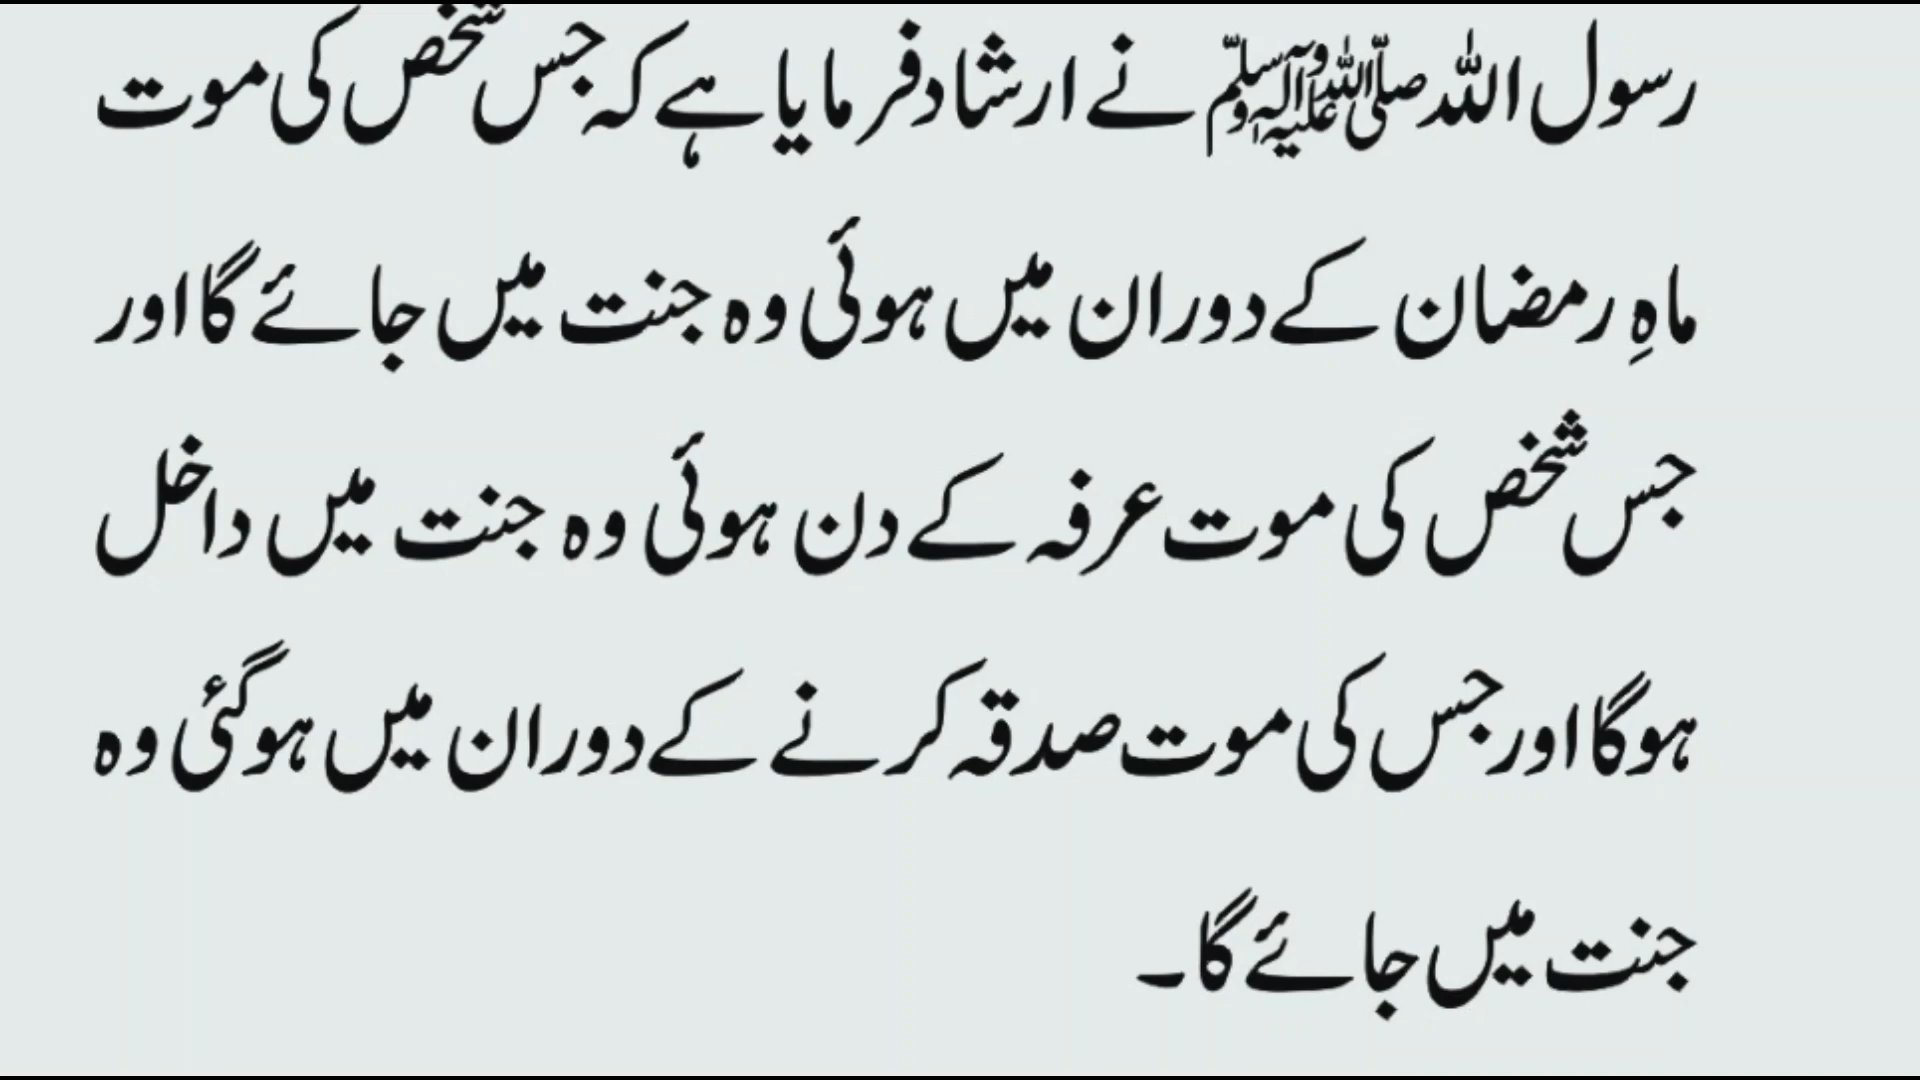 رسول اللہ صلی اللہ علیہ وآلہ وسلم نے ارشاد فرمایا ہے کہ جس شخص کی موت
ماہِ رمضان کے دوران میں ہوئی وہ جنت میں جائے گا اور
جس شخص کی موت عرفہ کے دن ہوئی وہ جنت میں داخل
ہوگا اور جس کی موت صدقہ کرنے کے دوران میں ہوگئی وہ
جنت میں جائے گا۔